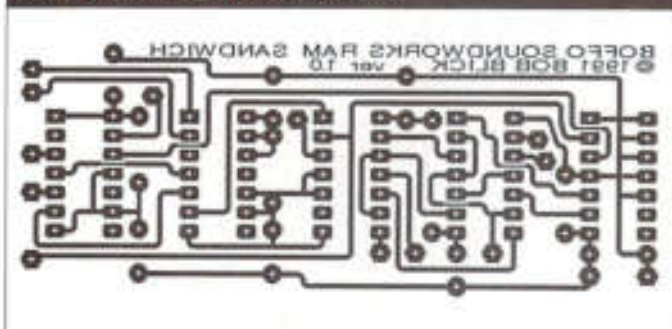 BOFFO SOUNDWORKS RAM SANDWICH
© 1991 BOB BLICK ver 1.0